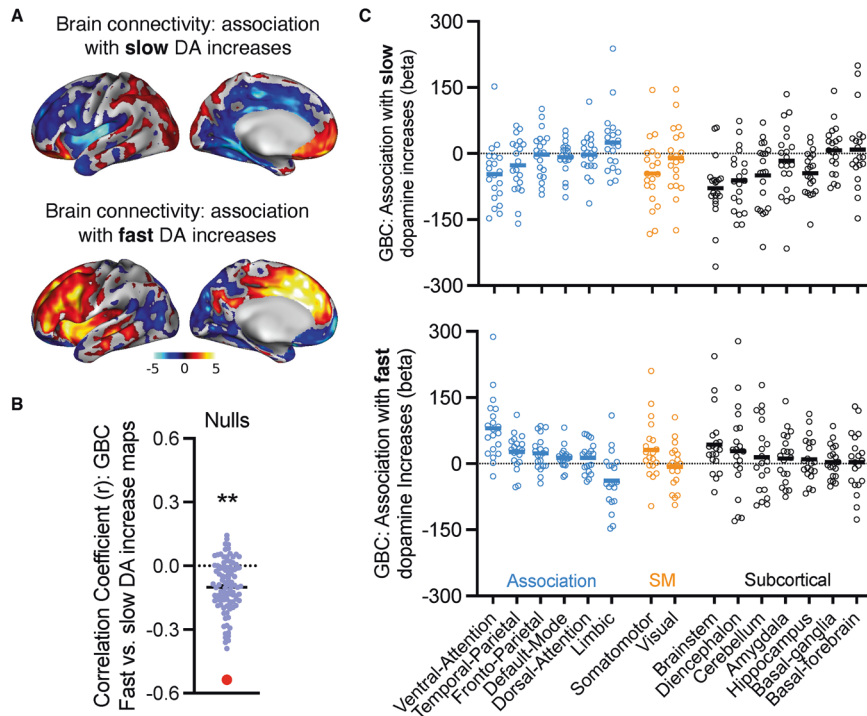 A
Brain connectivity: association
with slow DA increases
Brain connectivity: association
with fast DA increases
-5 0 5
B
Nulls
Correlation Coefficient (r): GBC
Fast vs. slow DA increase maps
0.6
0.3
0.0
-0.3
-0.6
**
C
GBC: Association with slow
dopamine increases (beta)
300
150
0
-150
-300
GBC: Association with fast
dopamine Increases (beta)
300
150
0
-150
-300
Association
SM
Subcortical
Ventral-Attention
Temporal-Parietal
Fronto-Parietal
Default-Mode
Dorsal-Attention
Limbic
Somatomotor
Visual
Brainstem
Diencephalon
Cerebellum
Amygdala
Hippocampus
Basal-ganglia
Basal-forebrain